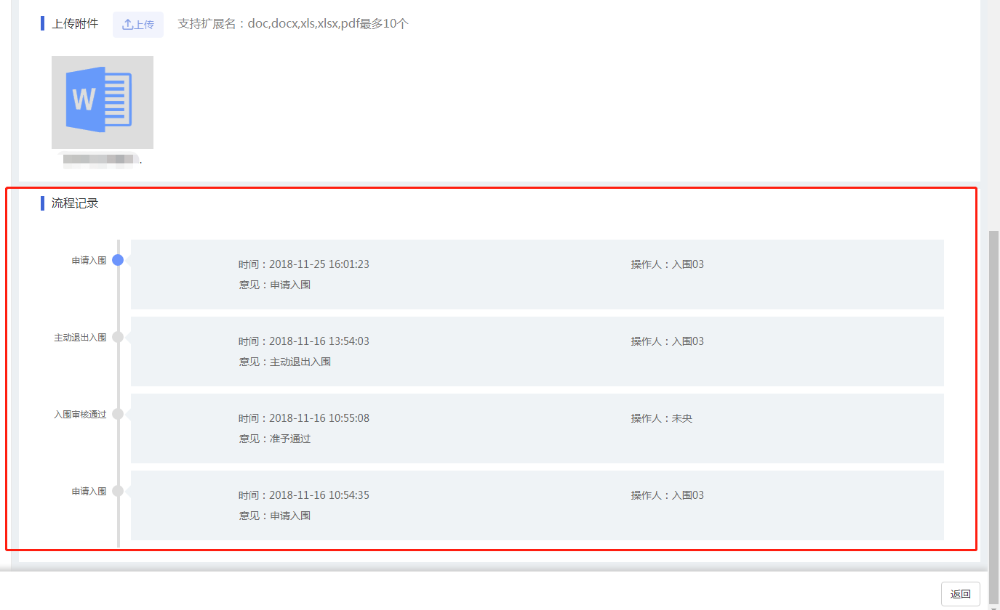 上传附件 上传 支持扩展名：doc,docx,xls,xlsx,pdf最多10个
W
流程记录
申请入围 时间：2018-11-25 16:01:23 操作人：入围03
意见：申请入围
主动退出入围 时间：2018-11-16 13:54:03 操作人：入围03
意见：主动退出入围
入围审核通过 时间：2018-11-16 10:55:08 操作人：未央
意见：准予通过
申请入围 时间：2018-11-16 10:54:35 操作人：入围03
意见：申请入围
返回